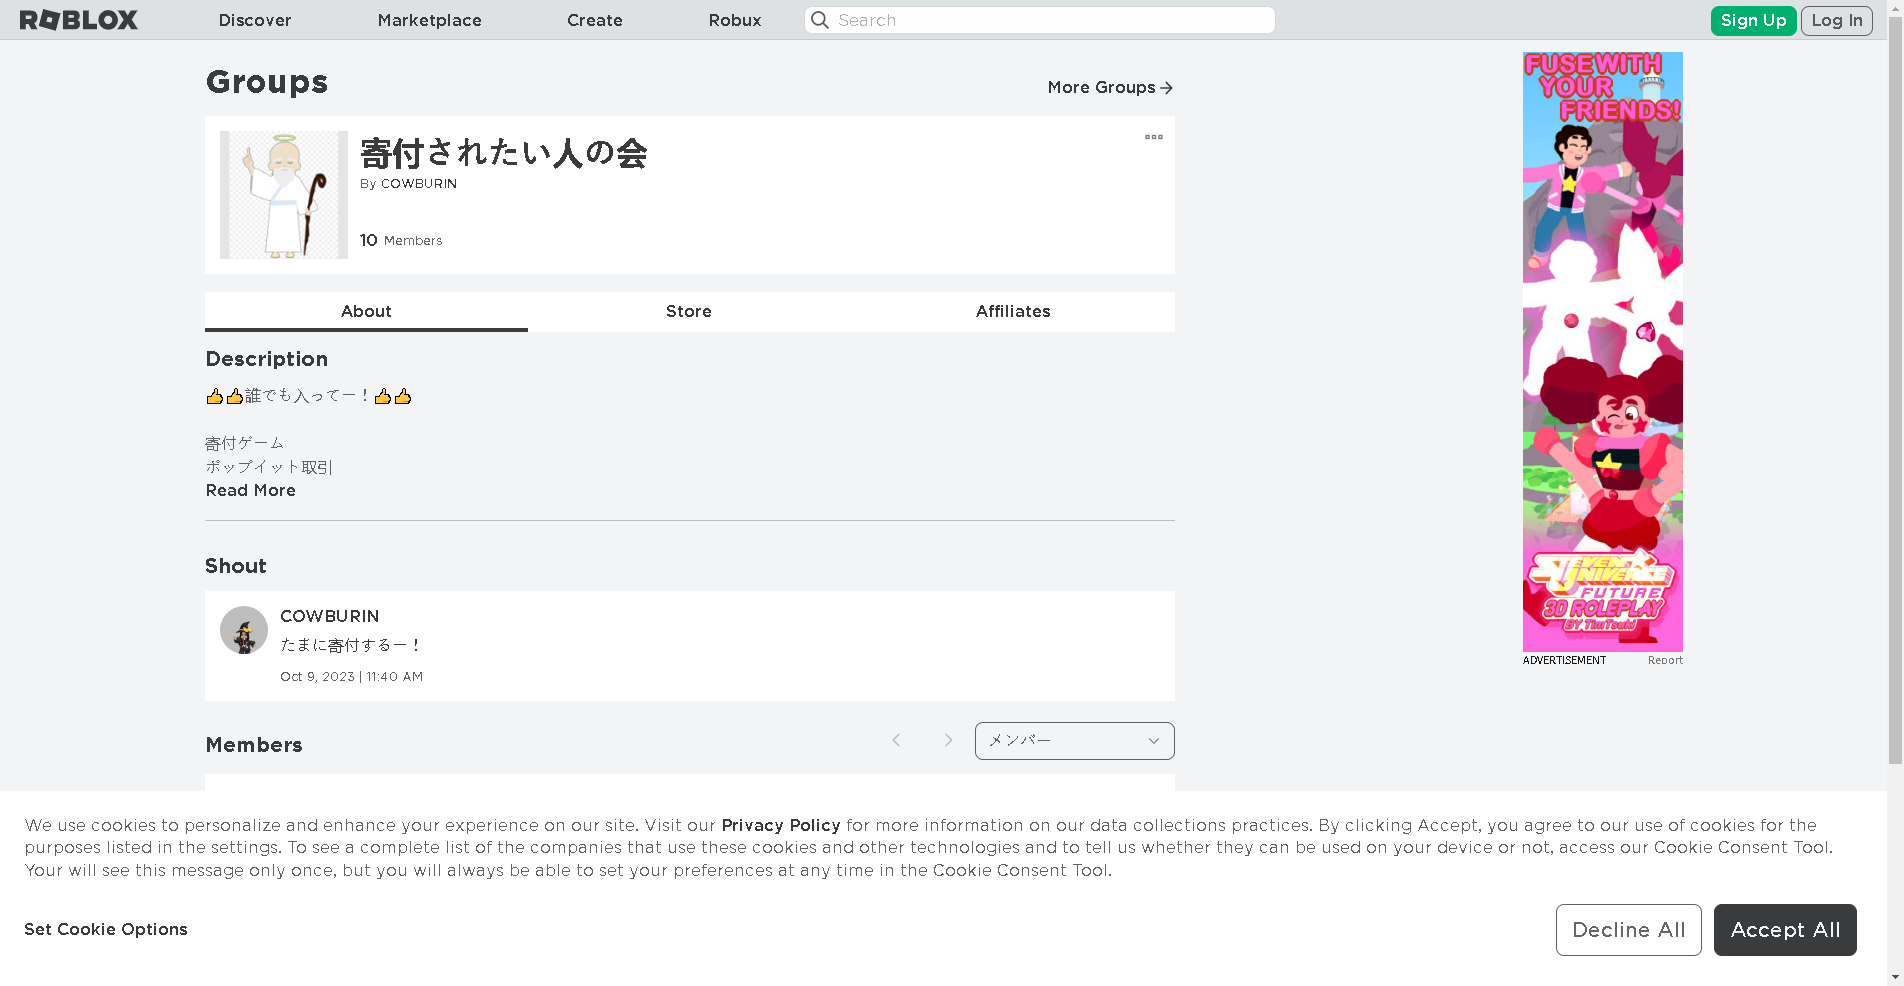 ROBLOX
Discover
Marketplace
Create
Robux
Search
Sign Up
Log In
Groups
More Groups
寄付されたい人の会
By COWBURIN
10 Members
About
Store
Affiliates
Description
👍👍誰でも入ってー！👍👍
寄付ゲーム
ポップイット取引
Read More
Shout
COWBURIN
たまに寄付するー！
Oct 9, 2023 | 11:40 AM
Members
メンバー
FUSE WITH
YOUR
FRIENDS!
STEVEN
UNIVERSE
FUTURE
3D ROLEPLAY
BY TimTsuki
ADVERTISEMENT
Report
We use cookies to personalize and enhance your experience on our site. Visit our Privacy Policy for more information on our data collections practices. By clicking Accept, you agree to our use of cookies for the
purposes listed in the settings. To see a complete list of the companies that use these cookies and other technologies and to tell us whether they can be used on your device or not, access our Cookie Consent Tool.
Your will see this message only once, but you will always be able to set your preferences at any time in the Cookie Consent Tool.
Set Cookie Options
Decline All
Accept All